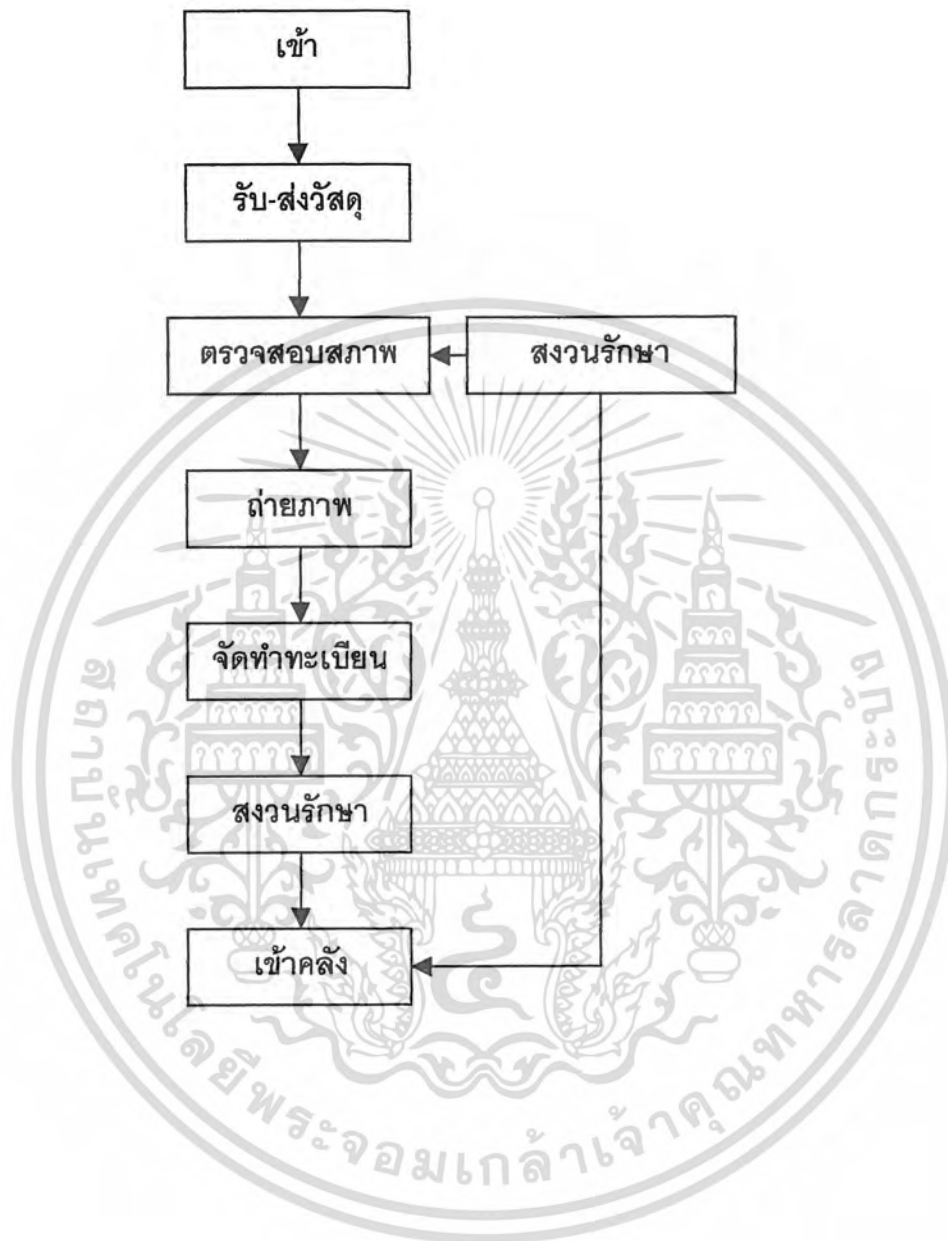 เข้า
รับ-ส่งวัสดุ
ตรวจสอบสภาพ
สงวนรักษา
ถ่ายภาพ
จัดทำทะเบียน
สงวนรักษา
เข้าคลัง
สถาบันเทคโนโลยีพระจอมเกล้าเจ้าคุณทหารลาดกระบัง